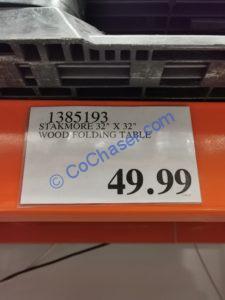 1385193
STAKMORE 32" X 32"
WOOD FOLDING TABLE
© CoChaser.com
49.99